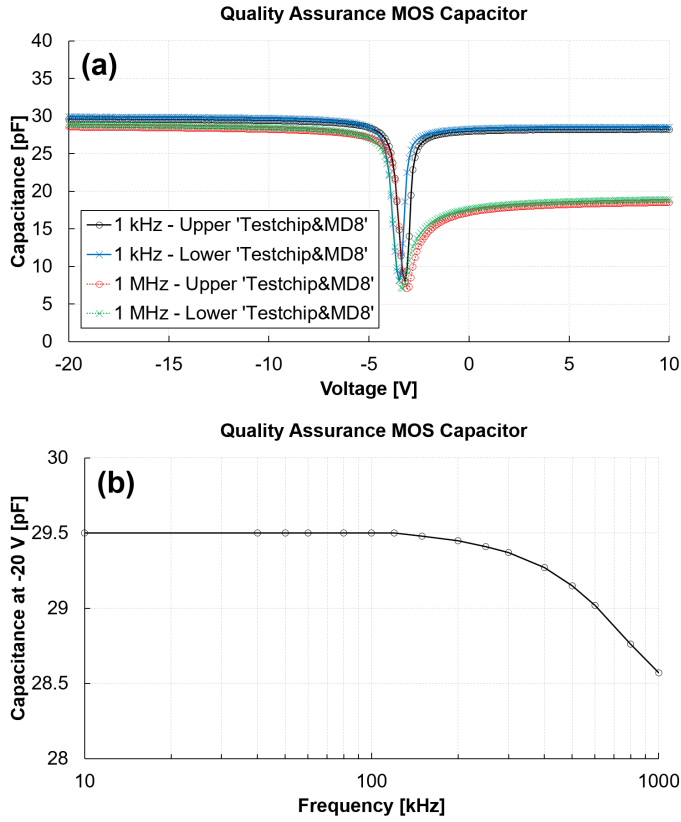 Quality Assurance MOS Capacitor
(a)
Capacitance [pF]
40
35
30
25
20
15
10
5
0
1 kHz - Upper 'Testchip&MD8'
1 kHz - Lower 'Testchip&MD8'
1 MHz - Upper 'Testchip&MD8'
1 MHz - Lower 'Testchip&MD8'
-20 -15 -10 -5 0 5 10
Voltage [V]
Quality Assurance MOS Capacitor
(b)
Capacitance at -20 V [pF]
30
29.5
29
28.5
28
10 100 1000
Frequency [kHz]